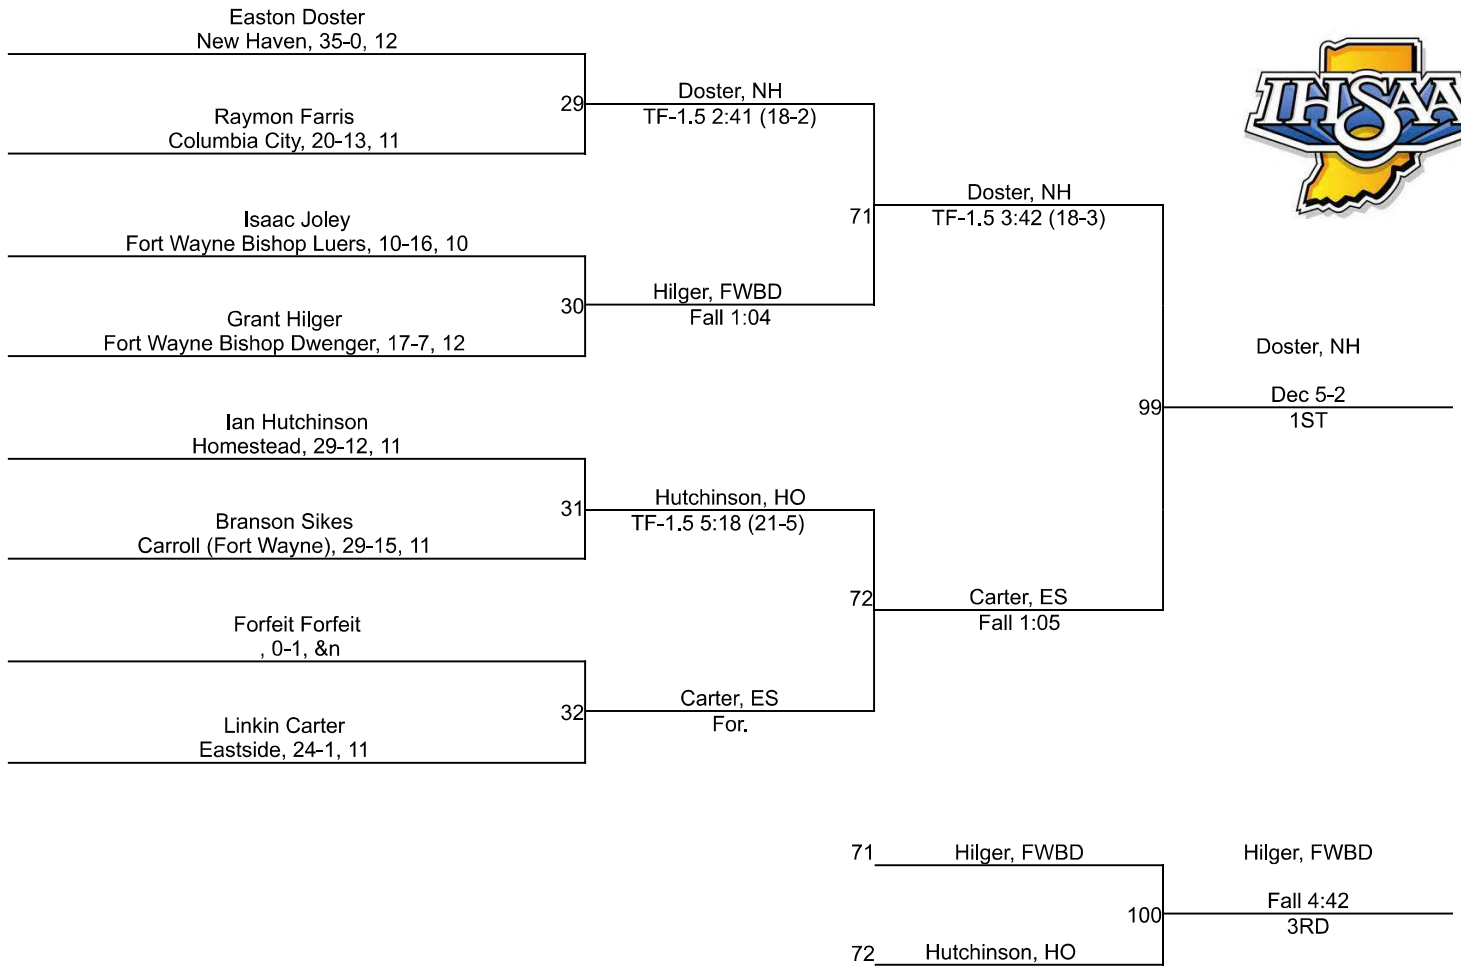 Easton Doster
New Haven, 35-0, 12
29
Doster, NH
TF-1.5 2:41 (18-2)
Raymon Farris
Columbia City, 20-13, 11
IHSAA
71
Doster, NH
TF-1.5 3:42 (18-3)
Isaac Joley
Fort Wayne Bishop Luers, 10-16, 10
30
Hilger, FWBD
Fall 1:04
Grant Hilger
Fort Wayne Bishop Dwenger, 17-7, 12
99
Doster, NH
Dec 5-2
1ST
Ian Hutchinson
Homestead, 29-12, 11
31
Hutchinson, HO
TF-1.5 5:18 (21-5)
Branson Sikes
Carroll (Fort Wayne), 29-15, 11
72
Carter, ES
Fall 1:05
Forfeit Forfeit
, 0-1, &n
32
Carter, ES
For.
Linkin Carter
Eastside, 24-1, 11
71
Hilger, FWBD
100
Hilger, FWBD
Fall 4:42
3RD
72
Hutchinson, HO